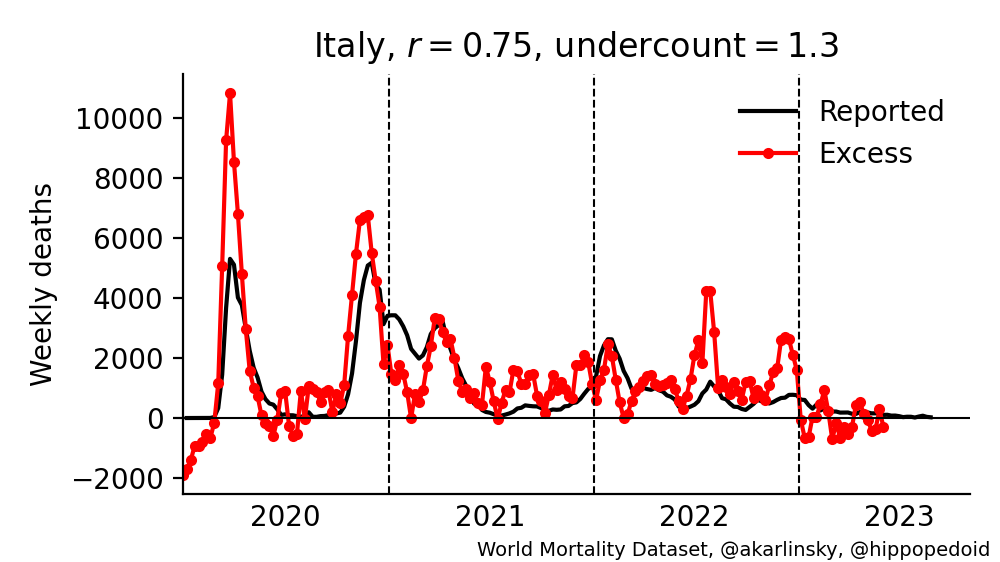 Italy, r = 0.75, undercount = 1.3
Reported
Excess
Weekly deaths
10000
8000
6000
4000
2000
0
−2000
2020 2021 2022 2023
World Mortality Dataset, @akarlinsky, @hippopedoid